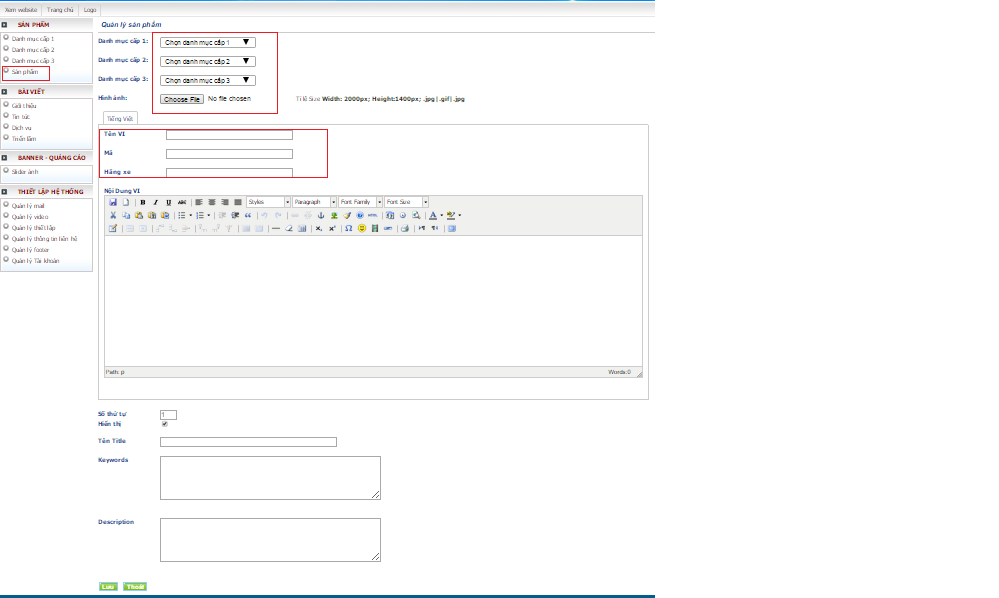 Xem website Trang chủ Logo
SẢN PHẨM
Danh mục cấp 1
Danh mục cấp 2
Danh mục cấp 3
Sản phẩm
BÀI VIẾT
Giới thiệu
Tin tức
Dịch vụ
Triển lãm
BANNER - QUẢNG CÁO
Slider ảnh
THIẾT LẬP HỆ THỐNG
Quản lý mail
Quản lý video
Quản lý thiết lập
Quản lý thông tin liên hệ
Quản lý footer
Quản lý Tài khoản
Quản lý sản phẩm
Danh mục cấp 1: Chọn danh mục cấp 1
Danh mục cấp 2: Chọn danh mục cấp 2
Danh mục cấp 3: Chọn danh mục cấp 3
Hình ảnh: Choose File No file chosen Tỉ lệ Size Width: 2000px; Height:1400px; .jpg|.gif|.jpg
Tiếng Việt
Tên VI
Mã
Hãng xe
Nội Dung VI
B I U ABC Styles Paragraph Font Family Font Size
HTML
Path: p Words:0
Số thứ tự 1
Hiển thị
Tên Title
Keywords
Description
Lưu Thoát